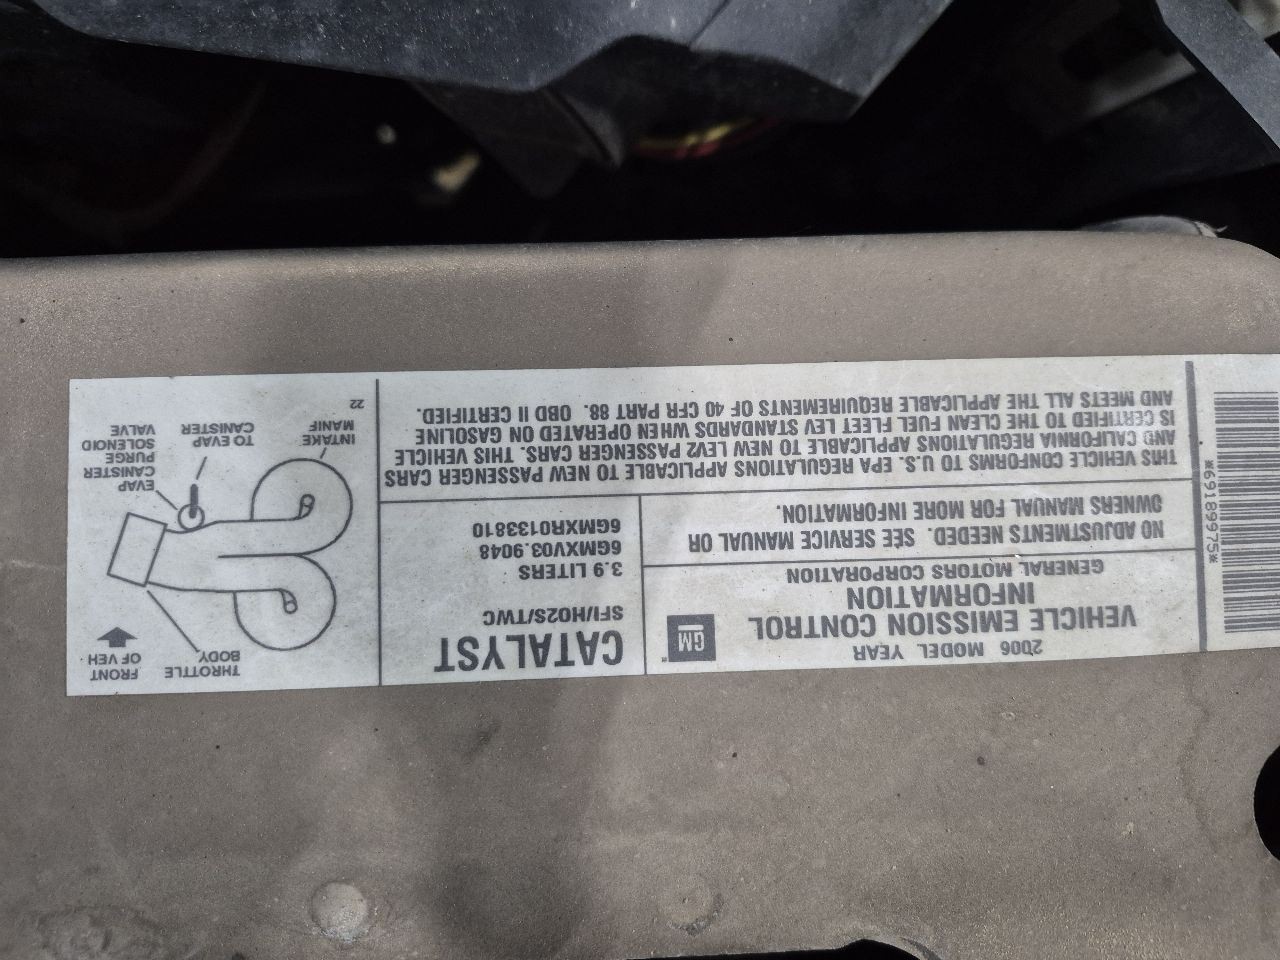 *69189975*
2006 MODEL YEAR
VEHICLE EMISSION CONTROL
INFORMATION
GENERAL MOTORS CORPORATION
GM
NO ADJUSTMENTS NEEDED. SEE SERVICE MANUAL OR
OWNERS MANUAL FOR MORE INFORMATION.
CATALYST
SFI/HO2S/TWC
3.9 LITERS
6GMXV03.9048
6GMXR0133810
THIS VEHICLE CONFORMS TO U.S. EPA REGULATIONS APPLICABLE TO NEW PASSENGER CARS
AND CALIFORNIA REGULATIONS APPLICABLE TO NEW LEV2 PASSENGER CARS. THIS VEHICLE
IS CERTIFIED TO THE CLEAN FUEL FLEET LEV STANDARDS WHEN OPERATED ON GASOLINE
AND MEETS ALL THE APPLICABLE REQUIREMENTS OF 40 CFR PART 88. OBD II CERTIFIED.
THROTTLE
BODY
FRONT
OF VEH
EVAP
CANISTER
PURGE
SOLENOID
VALVE
TO EVAP
CANISTER
INTAKE
MANIF
22